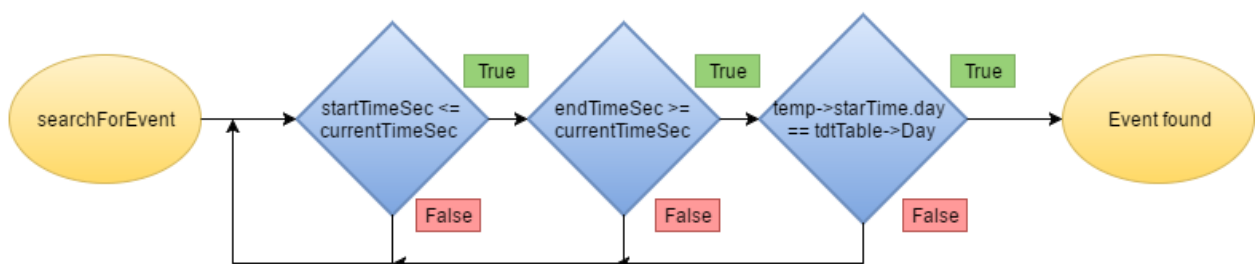 searchForEvent
startTimeSec <=
currentTimeSec
True
endTimeSec >=
currentTimeSec
True
temp->starTime.day
== tdtTable->Day
True
Event found
False
False
False